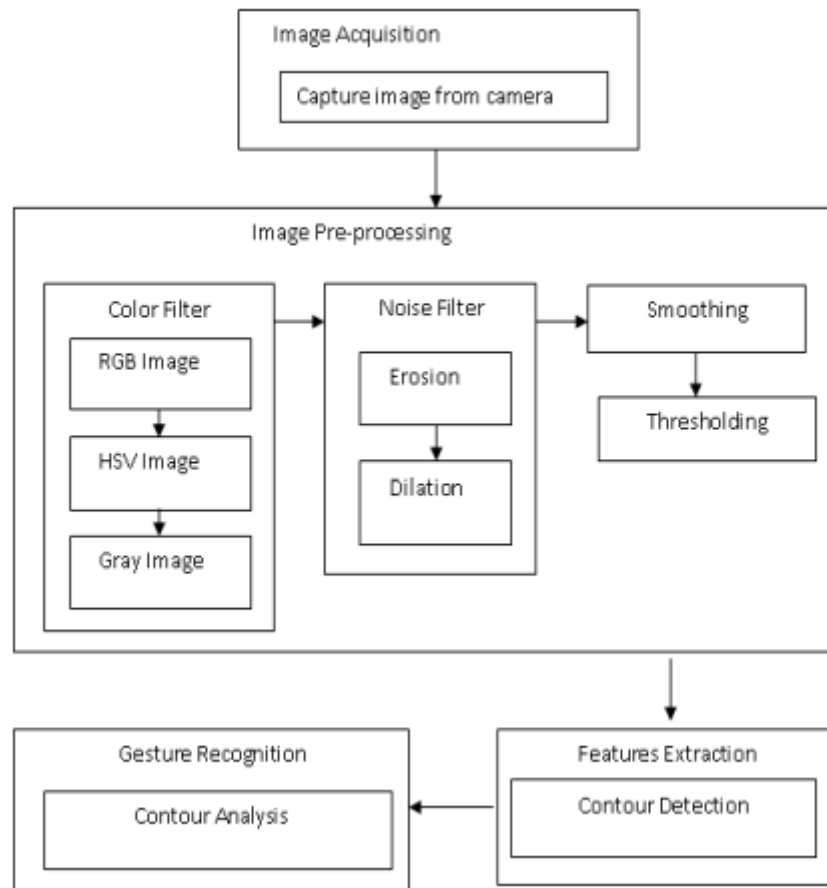 Image Acquisition
Capture image from camera
Image Pre-processing
Color Filter
RGB Image
HSV Image
Gray Image
Noise Filter
Erosion
Dilation
Smoothing
Thresholding
Features Extraction
Contour Detection
Gesture Recognition
Contour Analysis